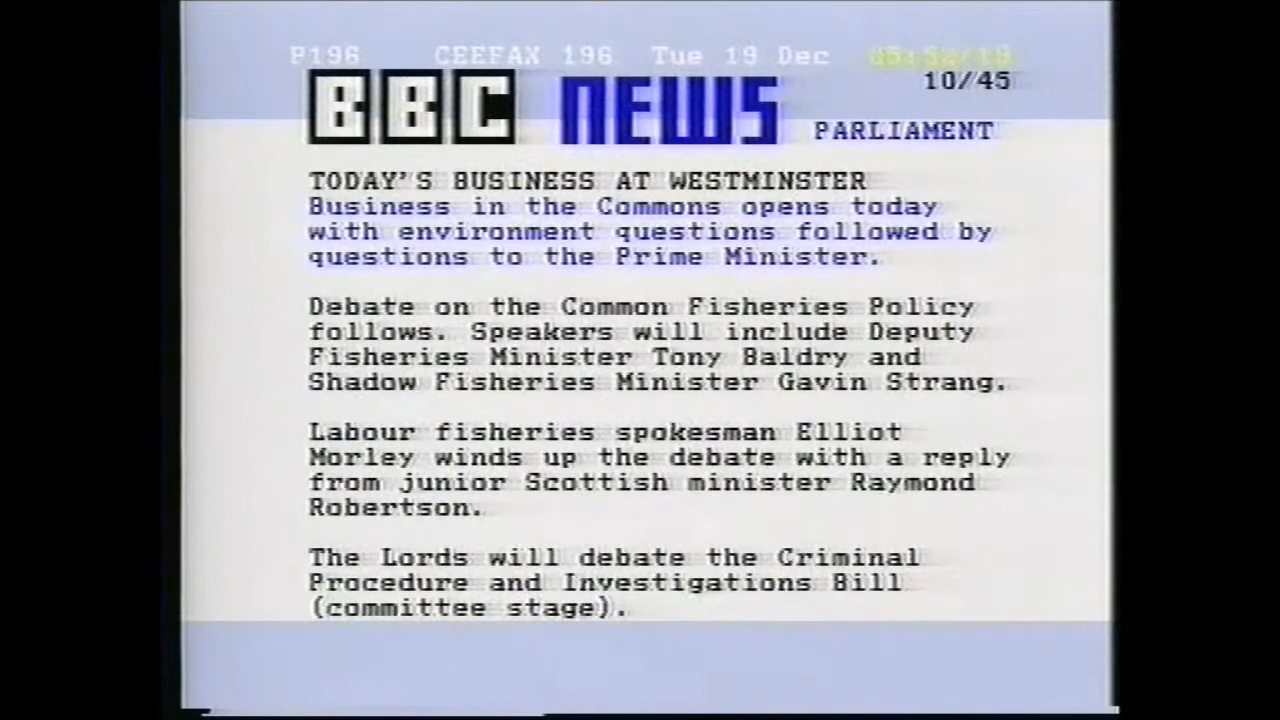 P196 CEEFAX 196 Tue 19 Dec
10/45
BBC NEWS
PARLIAMENT
TODAY'S BUSINESS AT WESTMINSTER
Business in the Commons opens today
with environment questions followed by
questions to the Prime Minister.
Debate on the Common Fisheries Policy
follows. Speakers will include Deputy
Fisheries Minister Tony Baldry and
Shadow Fisheries Minister Gavin Strang.
Labour fisheries spokesman Elliot
Morley winds up the debate with a reply
from junior Scottish minister Raymond
Robertson.
The Lords will debate the Criminal
Procedure and Investigations Bill
(committee stage).